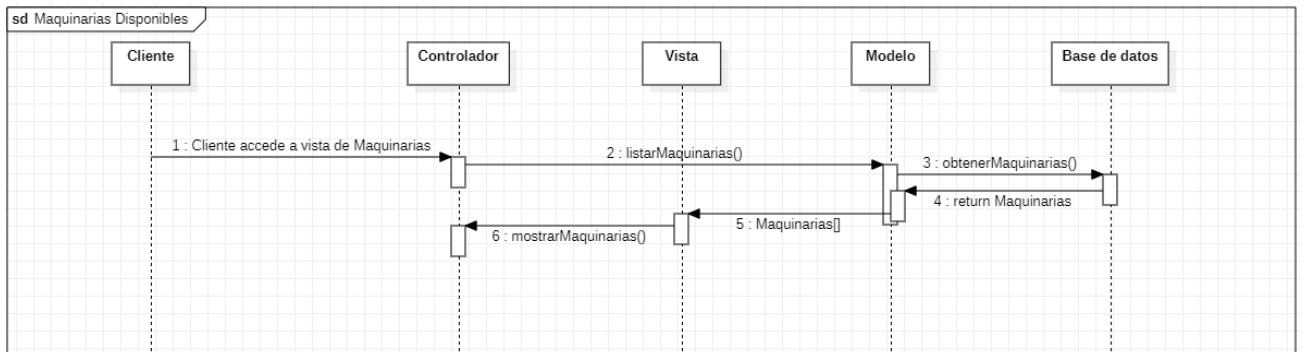 sd Maquinarias Disponibles
Cliente
Controlador
Vista
Modelo
Base de datos
1 : Cliente accede a vista de Maquinarias
2 : listarMaquinarias()
3 : obtenerMaquinarias()
4 : return Maquinarias
5 : Maquinarias[]
6 : mostrarMaquinarias()